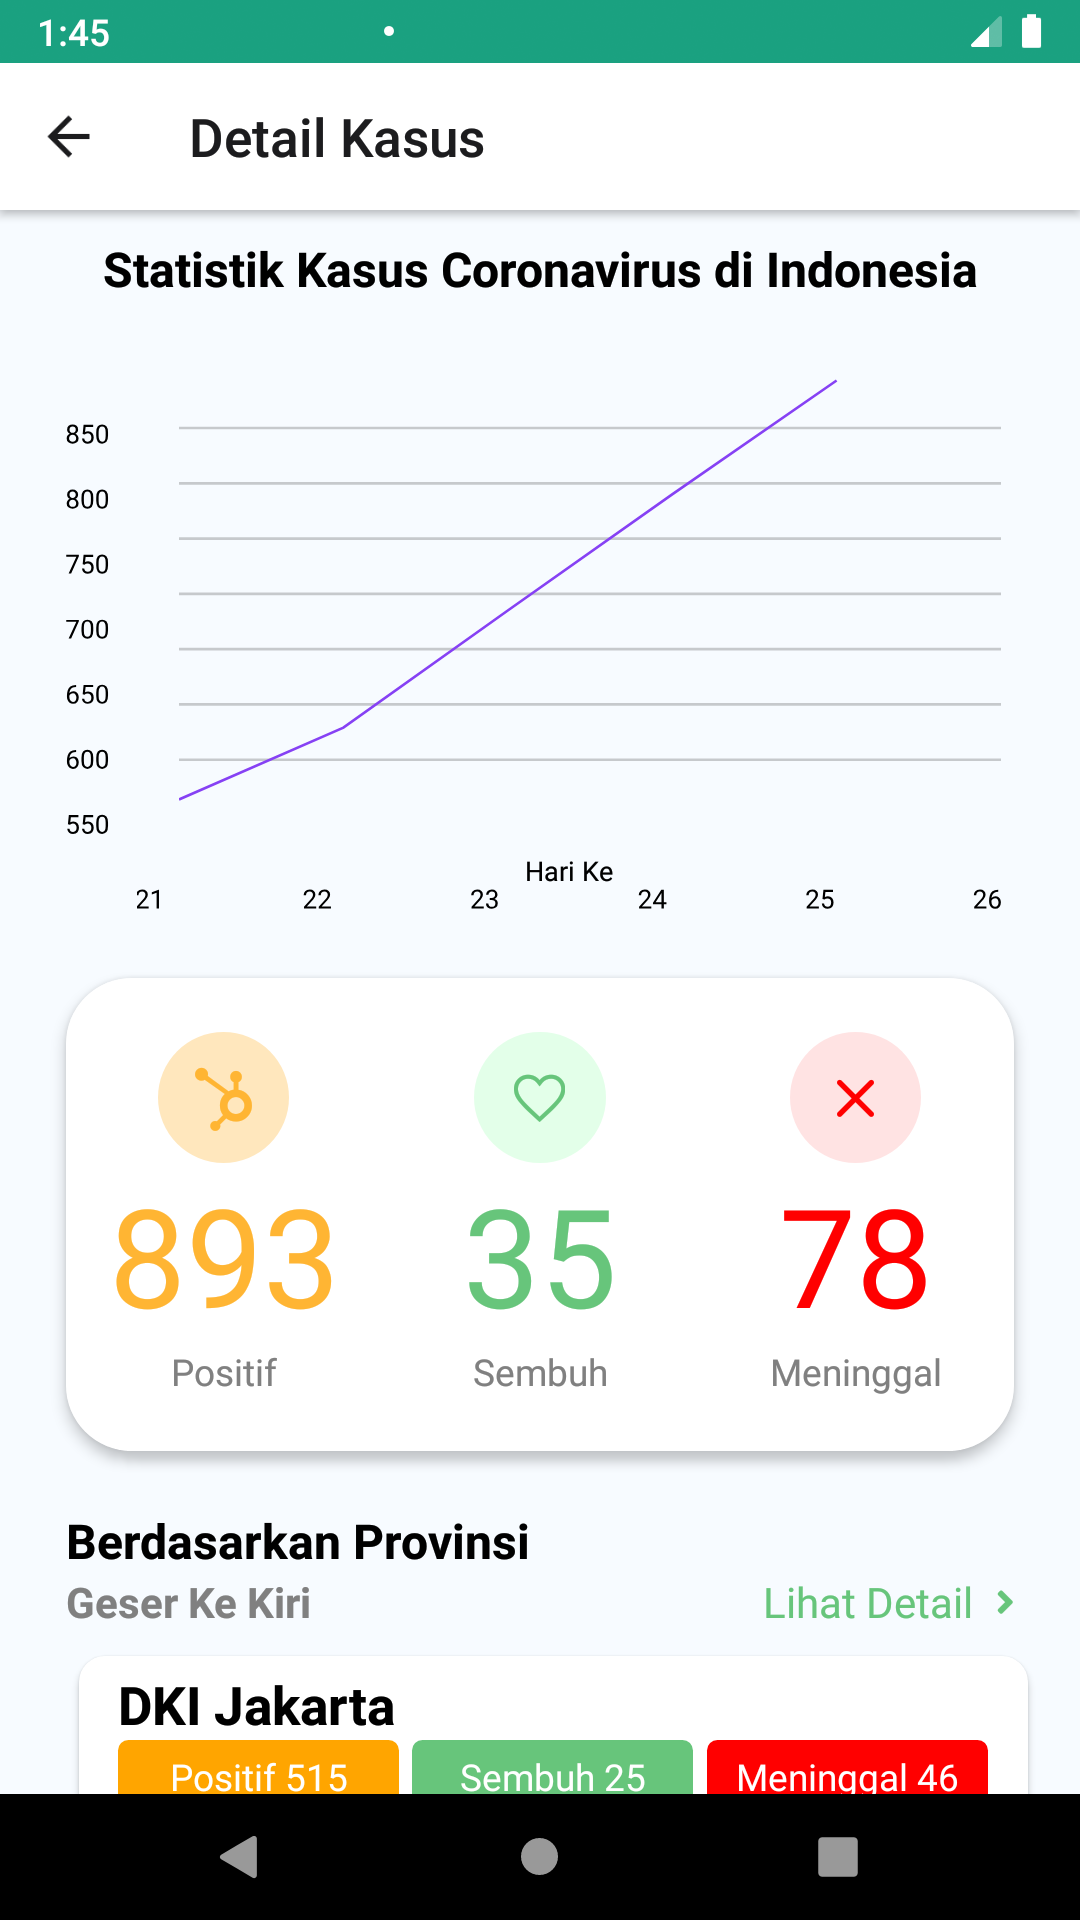 1:45
Detail Kasus
Statistik Kasus Coronavirus di Indonesia
850
800
750
700
650
600
550
Hari Ke
21 22 23 24 25 26
893 35 78
Positif Sembuh Meninggal
Berdasarkan Provinsi
Geser Ke Kiri Lihat Detail
DKI Jakarta
Positif 515 Sembuh 25 Meninggal 46